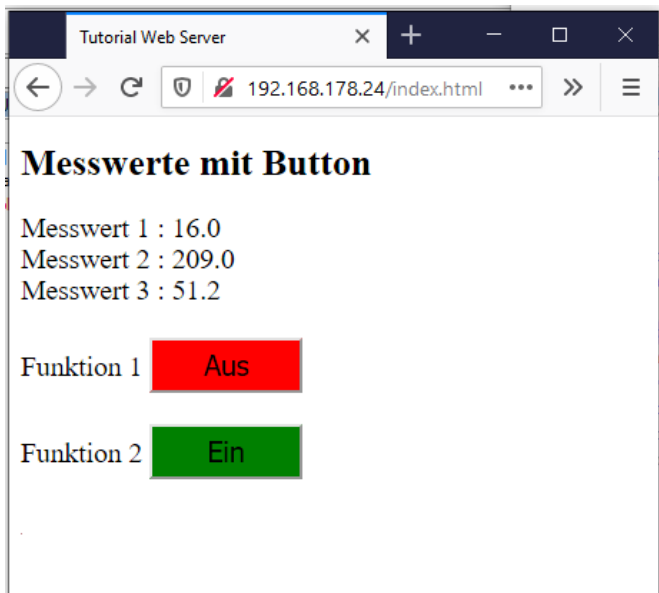 Tutorial Web Server
192.168.178.24/index.html
Messwerte mit Button
Messwert 1 : 16.0
Messwert 2 : 209.0
Messwert 3 : 51.2
Funktion 1 Aus
Funktion 2 Ein